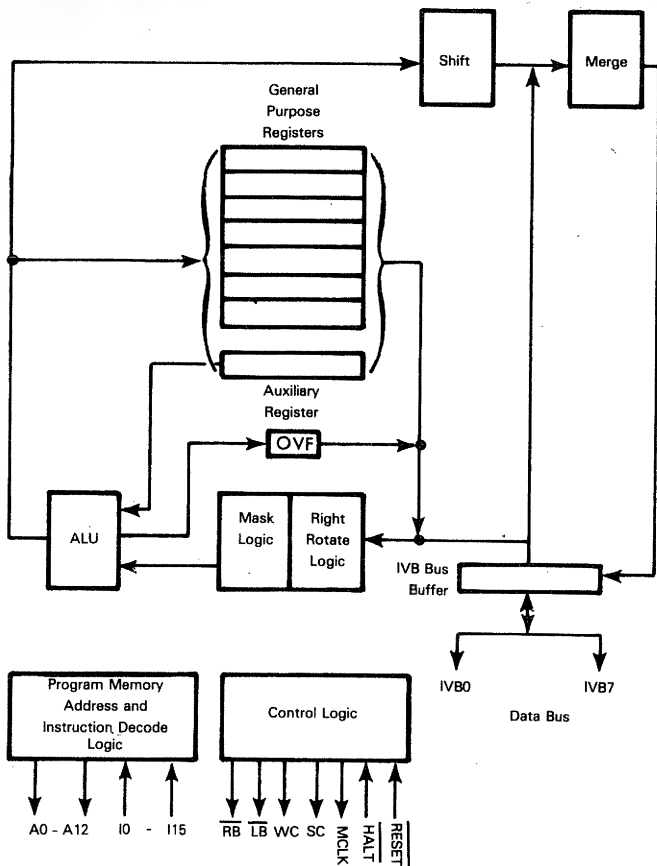 Shift
Merge
General
Purpose
Registers
Auxiliary
Register
OVF
ALU
Mask
Logic
Right
Rotate
Logic
IVB Bus
Buffer
IVB0
IVB7
Data Bus
Program Memory
Address and
Instruction Decode
Logic
Control Logic
A0 - A12 I0 - I15
RB LB WC SC MCLK HALT RESET